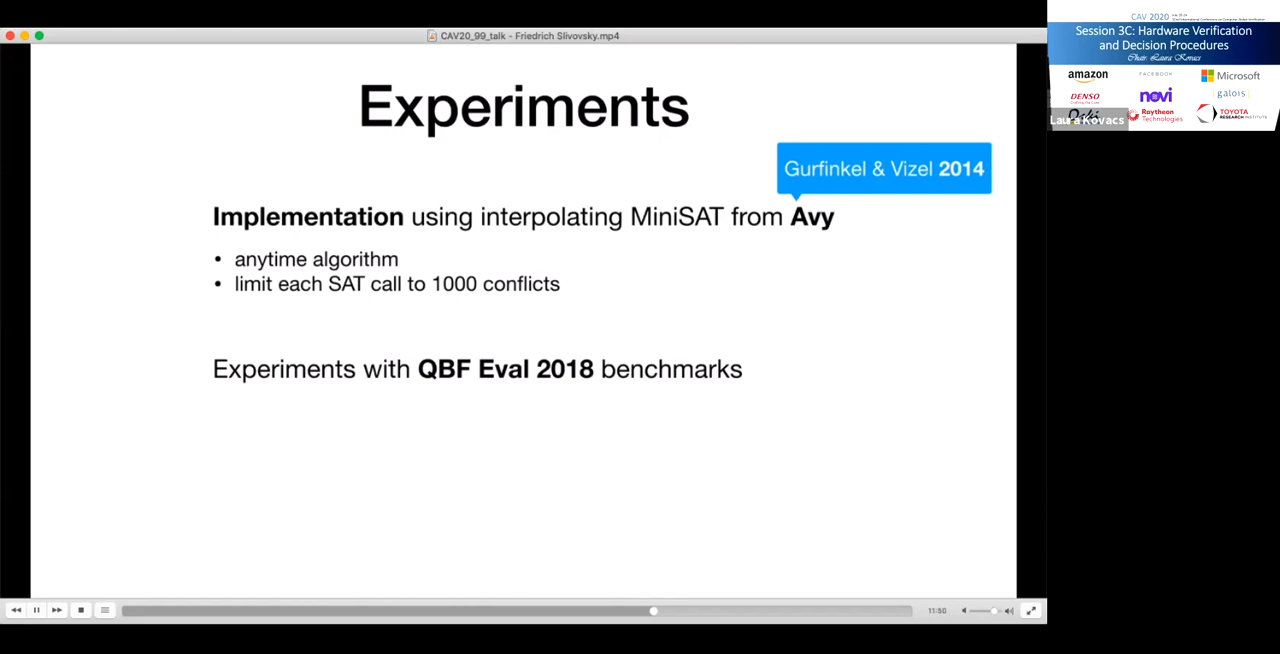 CAV20_99_talk - Friedrich Slivovsky.mp4
Experiments
Gurfinkel & Vizel 2014
Implementation using interpolating MiniSAT from Avy
• anytime algorithm
• limit each SAT call to 1000 conflicts
Experiments with QBF Eval 2018 benchmarks
11:50
CAV 2020
Session 3C: Hardware Verification
and Decision Procedures
Chair: Laura Kovacs
amazon
FACEBOOK
Microsoft
DENSO
novi
galois
Raytheon
Technologies
TOYOTA
RESEARCH INSTITUTE
Laura Kovacs